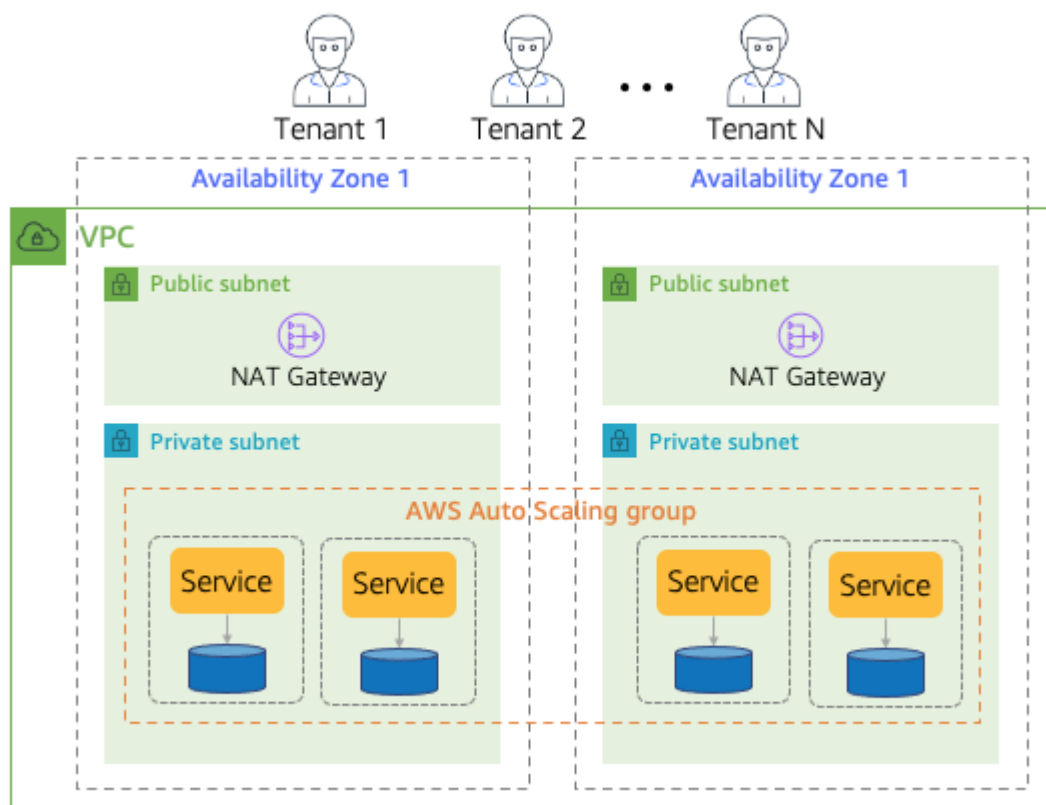 Tenant 1
Tenant 2
...
Tenant N
Availability Zone 1
Availability Zone 1
VPC
Public subnet
Public subnet
NAT Gateway
NAT Gateway
Private subnet
Private subnet
AWS Auto Scaling group
Service
Service
Service
Service